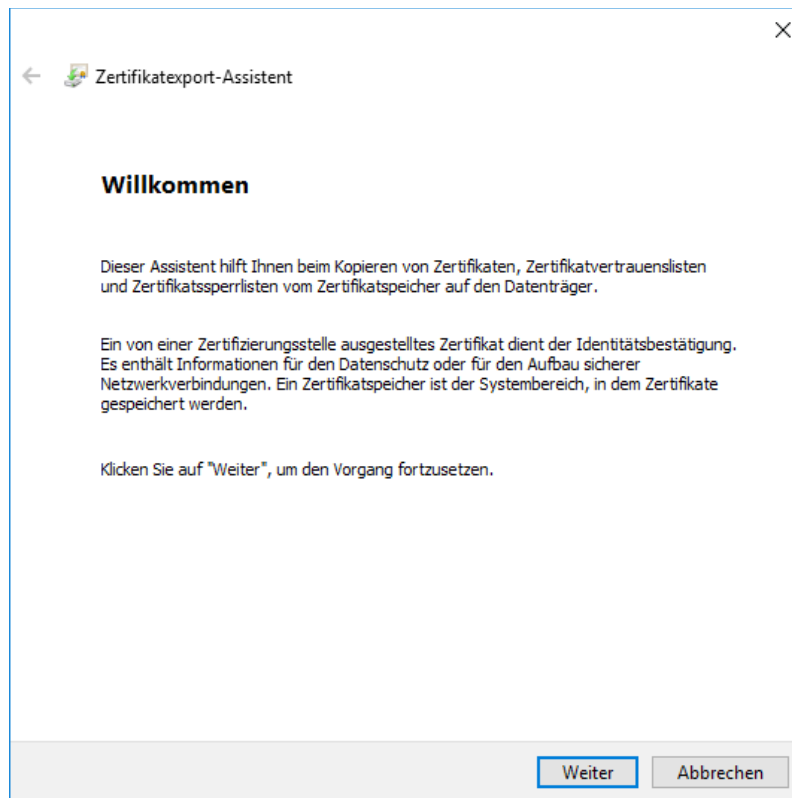 Zertifikatexport-Assistent
Willkommen
Dieser Assistent hilft Ihnen beim Kopieren von Zertifikaten, Zertifikatvertrauenslisten
und Zertifikatssperrlisten vom Zertifikatspeicher auf den Datenträger.
Ein von einer Zertifizierungsstelle ausgestelltes Zertifikat dient der Identitätsbestätigung.
Es enthält Informationen für den Datenschutz oder für den Aufbau sicherer
Netzwerkverbindungen. Ein Zertifikatspeicher ist der Systembereich, in dem Zertifikate
gespeichert werden.
Klicken Sie auf "Weiter", um den Vorgang fortzusetzen.
Weiter Abbrechen